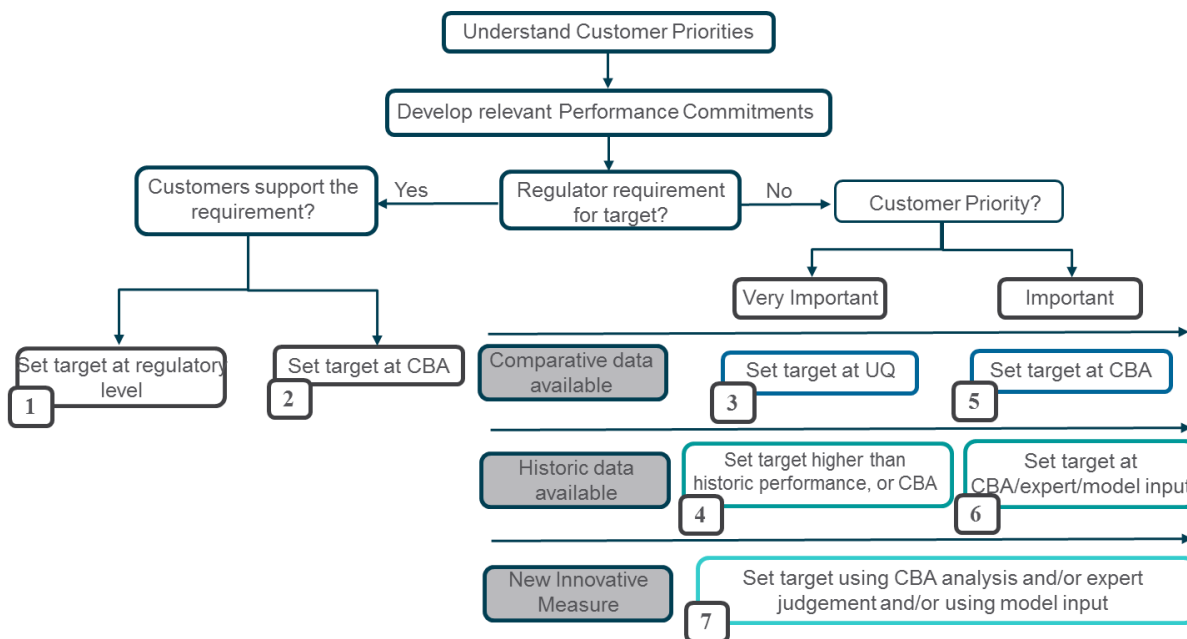 Understand Customer Priorities
Develop relevant Performance Commitments
Customers support the
requirement?
Yes
Regulator requirement
for target?
No
Customer Priority?
Very Important
Important
Set target at regulatory
level
1
Set target at CBA
2
Comparative data
available
Set target at UQ
3
Set target at CBA
5
Historic data
available
Set target higher than
historic performance, or CBA
4
Set target at
CBA/expert/model input
6
New Innovative
Measure
Set target using CBA analysis and/or expert
judgement and/or using model input
7